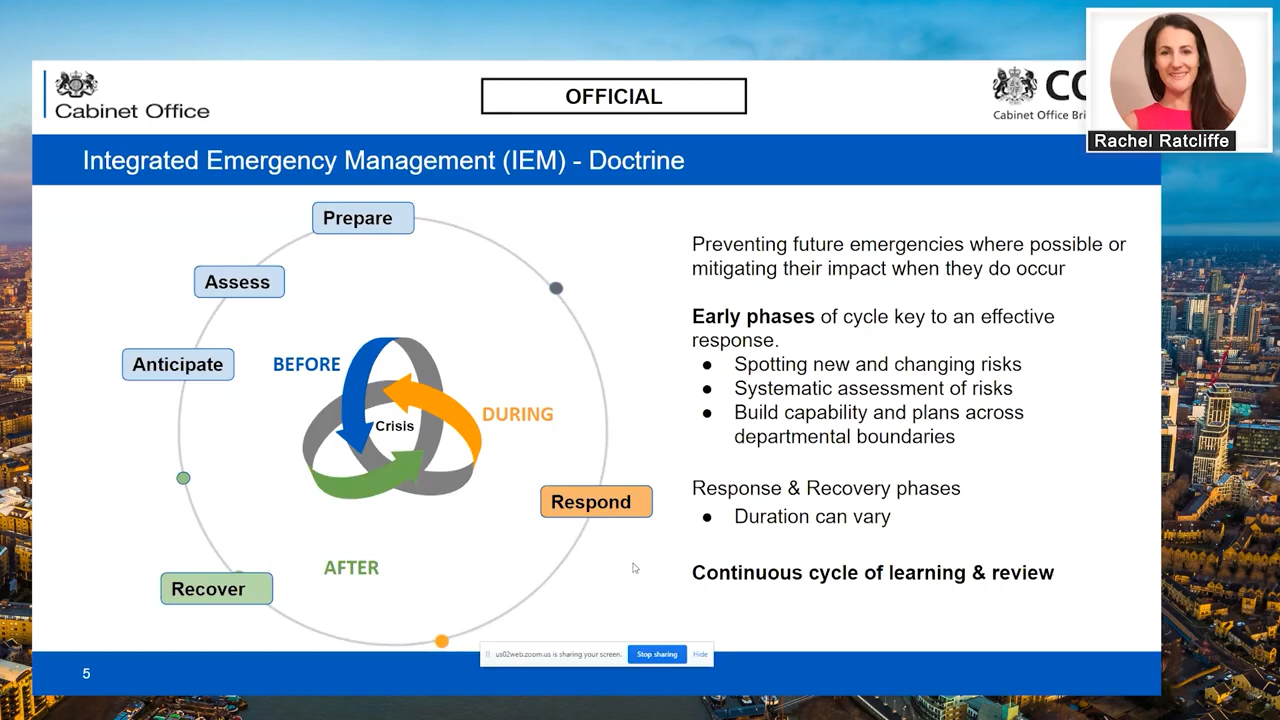 Cabinet Office
OFFICIAL
Cabinet Office
Rachel Ratcliffe
Integrated Emergency Management (IEM) - Doctrine
Prepare
Assess
Anticipate
BEFORE
DURING
Crisis
Respond
AFTER
Recover
Preventing future emergencies where possible or
mitigating their impact when they do occur
Early phases of cycle key to an effective
response.
● Spotting new and changing risks
● Systematic assessment of risks
● Build capability and plans across
departmental boundaries
Response & Recovery phases
● Duration can vary
Continuous cycle of learning & review
us02web.zoom.us is sharing your screen. Stop sharing Hide
5